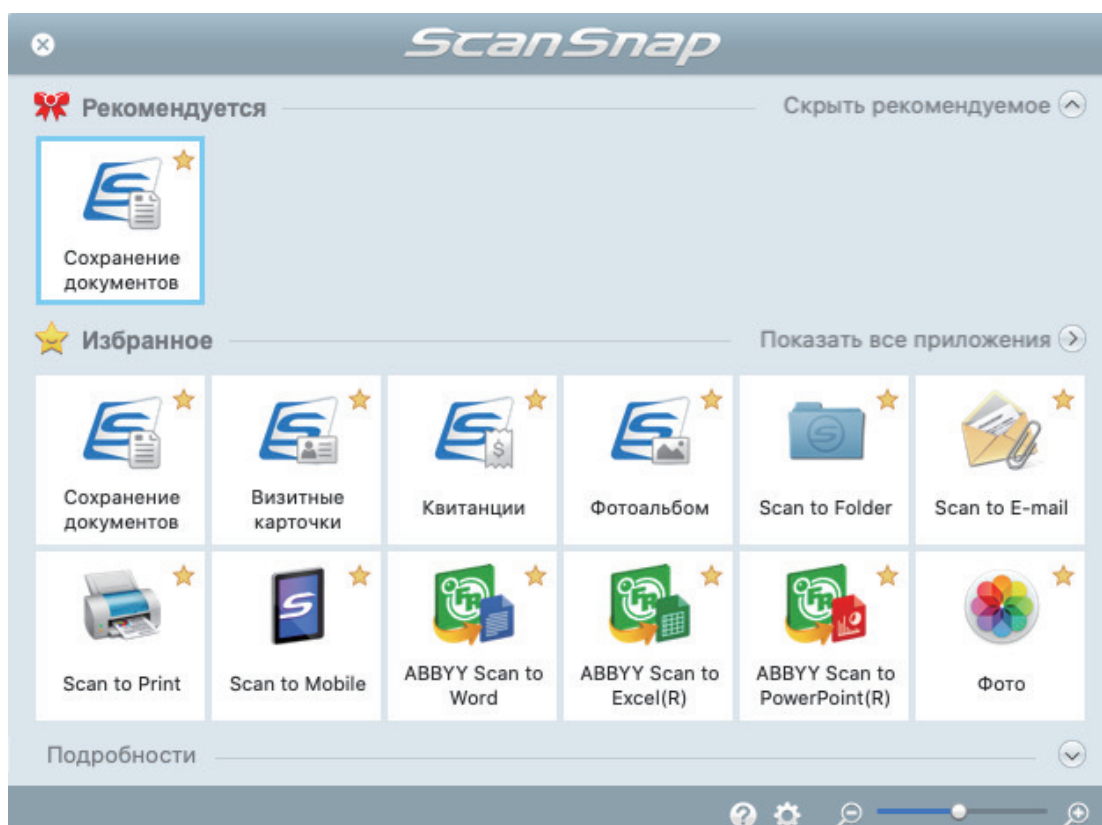 ScanSnap
Рекомендуется
Скрыть рекомендуемое
Сохранение
документов
Избранное
Показать все приложения
Сохранение
документов
Визитные
карточки
Квитанции
Фотоальбом
Scan to Folder
Scan to E-mail
Scan to Print
Scan to Mobile
ABBYY Scan to
Word
ABBYY Scan to
Excel(R)
ABBYY Scan to
PowerPoint(R)
Фото
Подробности